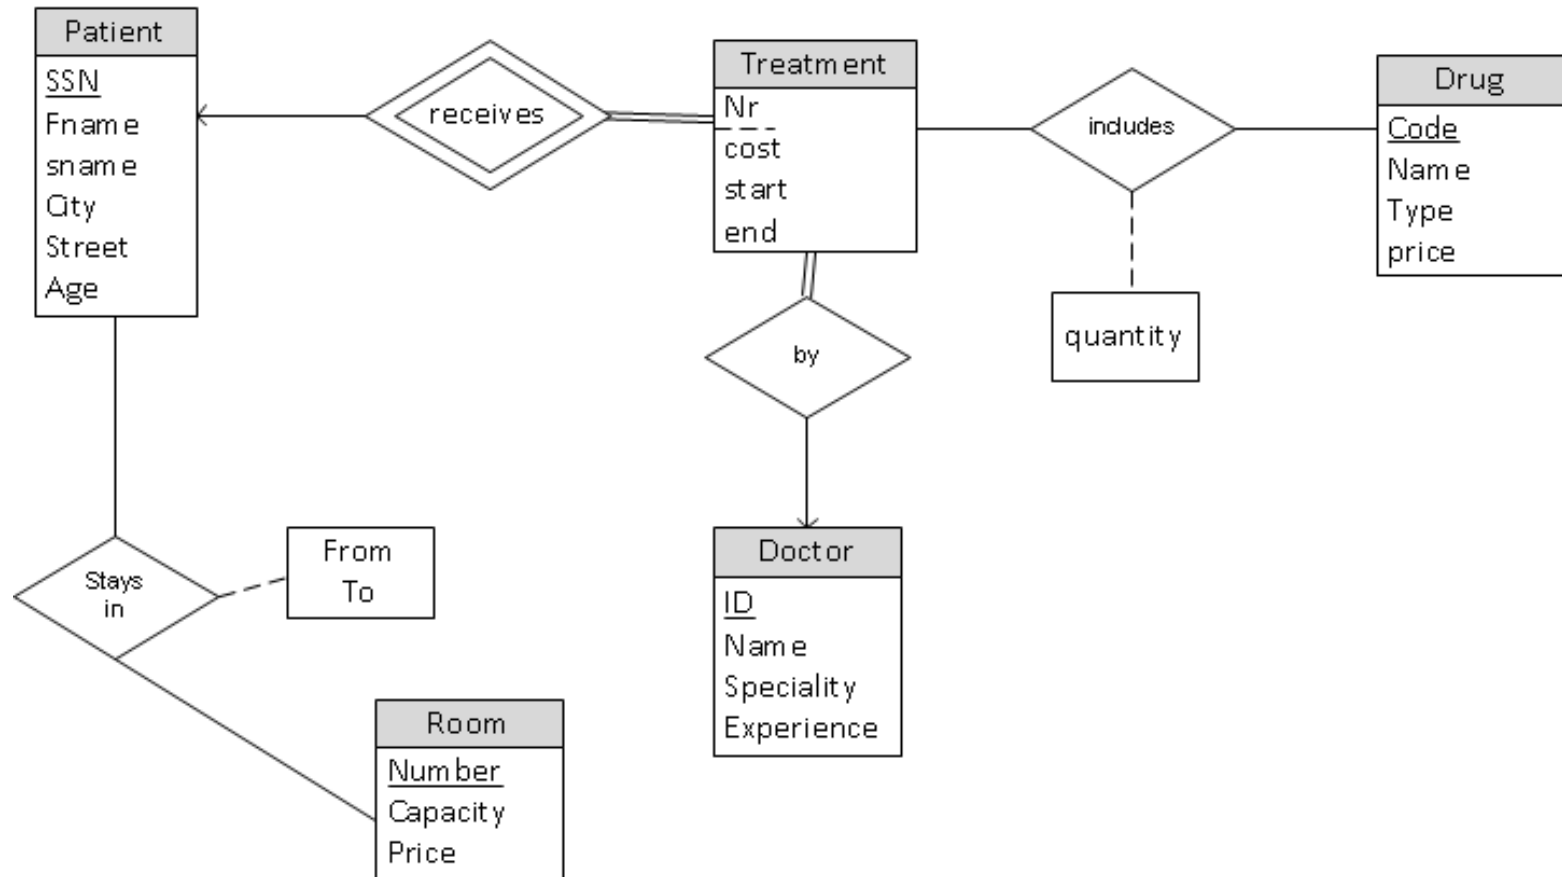 Patient
SSN
Fname
sname
City
Street
Age
receives
Treatment
Nr
cost
start
end
includes
quantity
Drug
Code
Name
Type
price
by
Doctor
ID
Name
Speciality
Experience
Stays
in
From
To
Room
Number
Capacity
Price